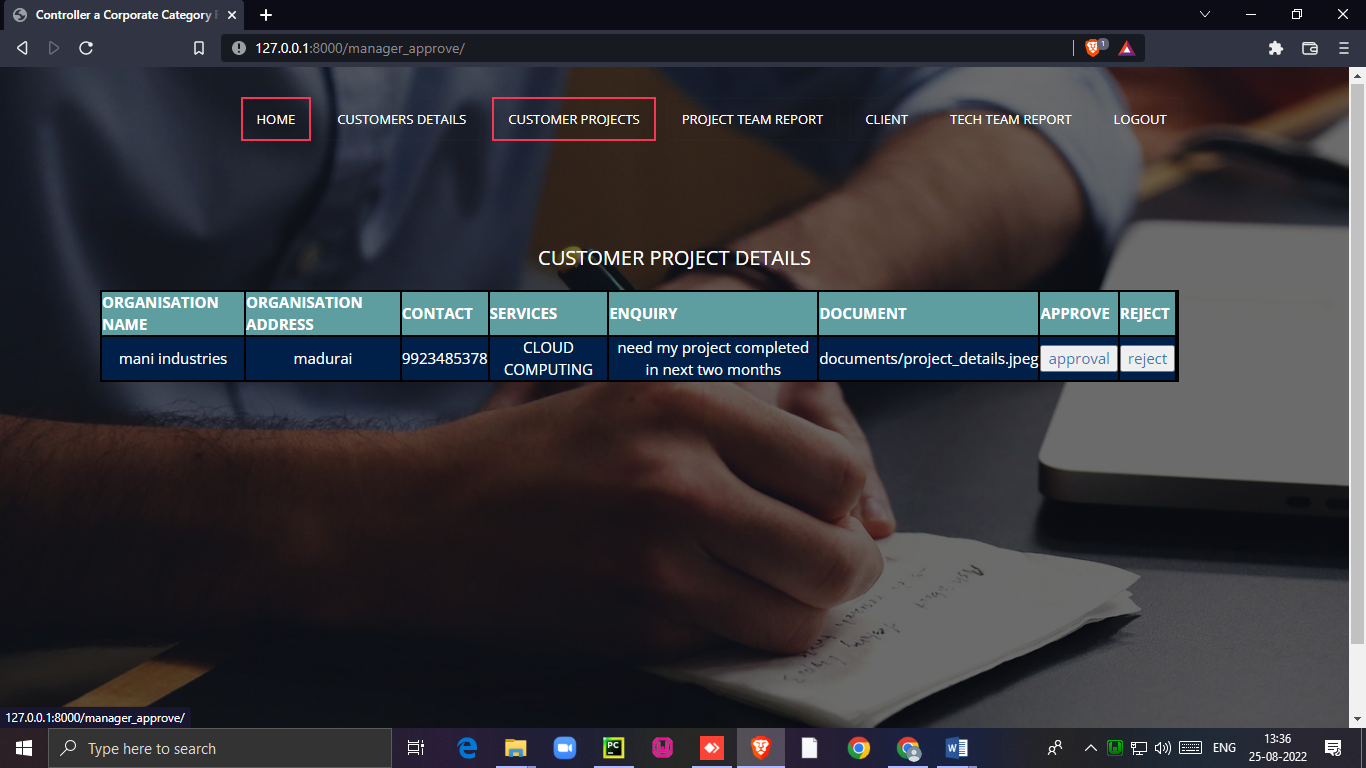 Controller a Corporate Category
127.0.0.1:8000/manager_approve/
1
HOME CUSTOMERS DETAILS CUSTOMER PROJECTS PROJECT TEAM REPORT CLIENT TECH TEAM REPORT LOGOUT
CUSTOMER PROJECT DETAILS
ORGANISATION NAME
ORGANISATION ADDRESS
CONTACT
SERVICES
ENQUIRY
DOCUMENT
APPROVE
REJECT
mani industries
madurai
9923485378
CLOUD
COMPUTING
need my project completed
in next two months
documents/project_details.jpeg
approval
reject
127.0.0.1:8000/manager_approve/
Type here to search
PC
W
ENG
13:36
25-08-2022